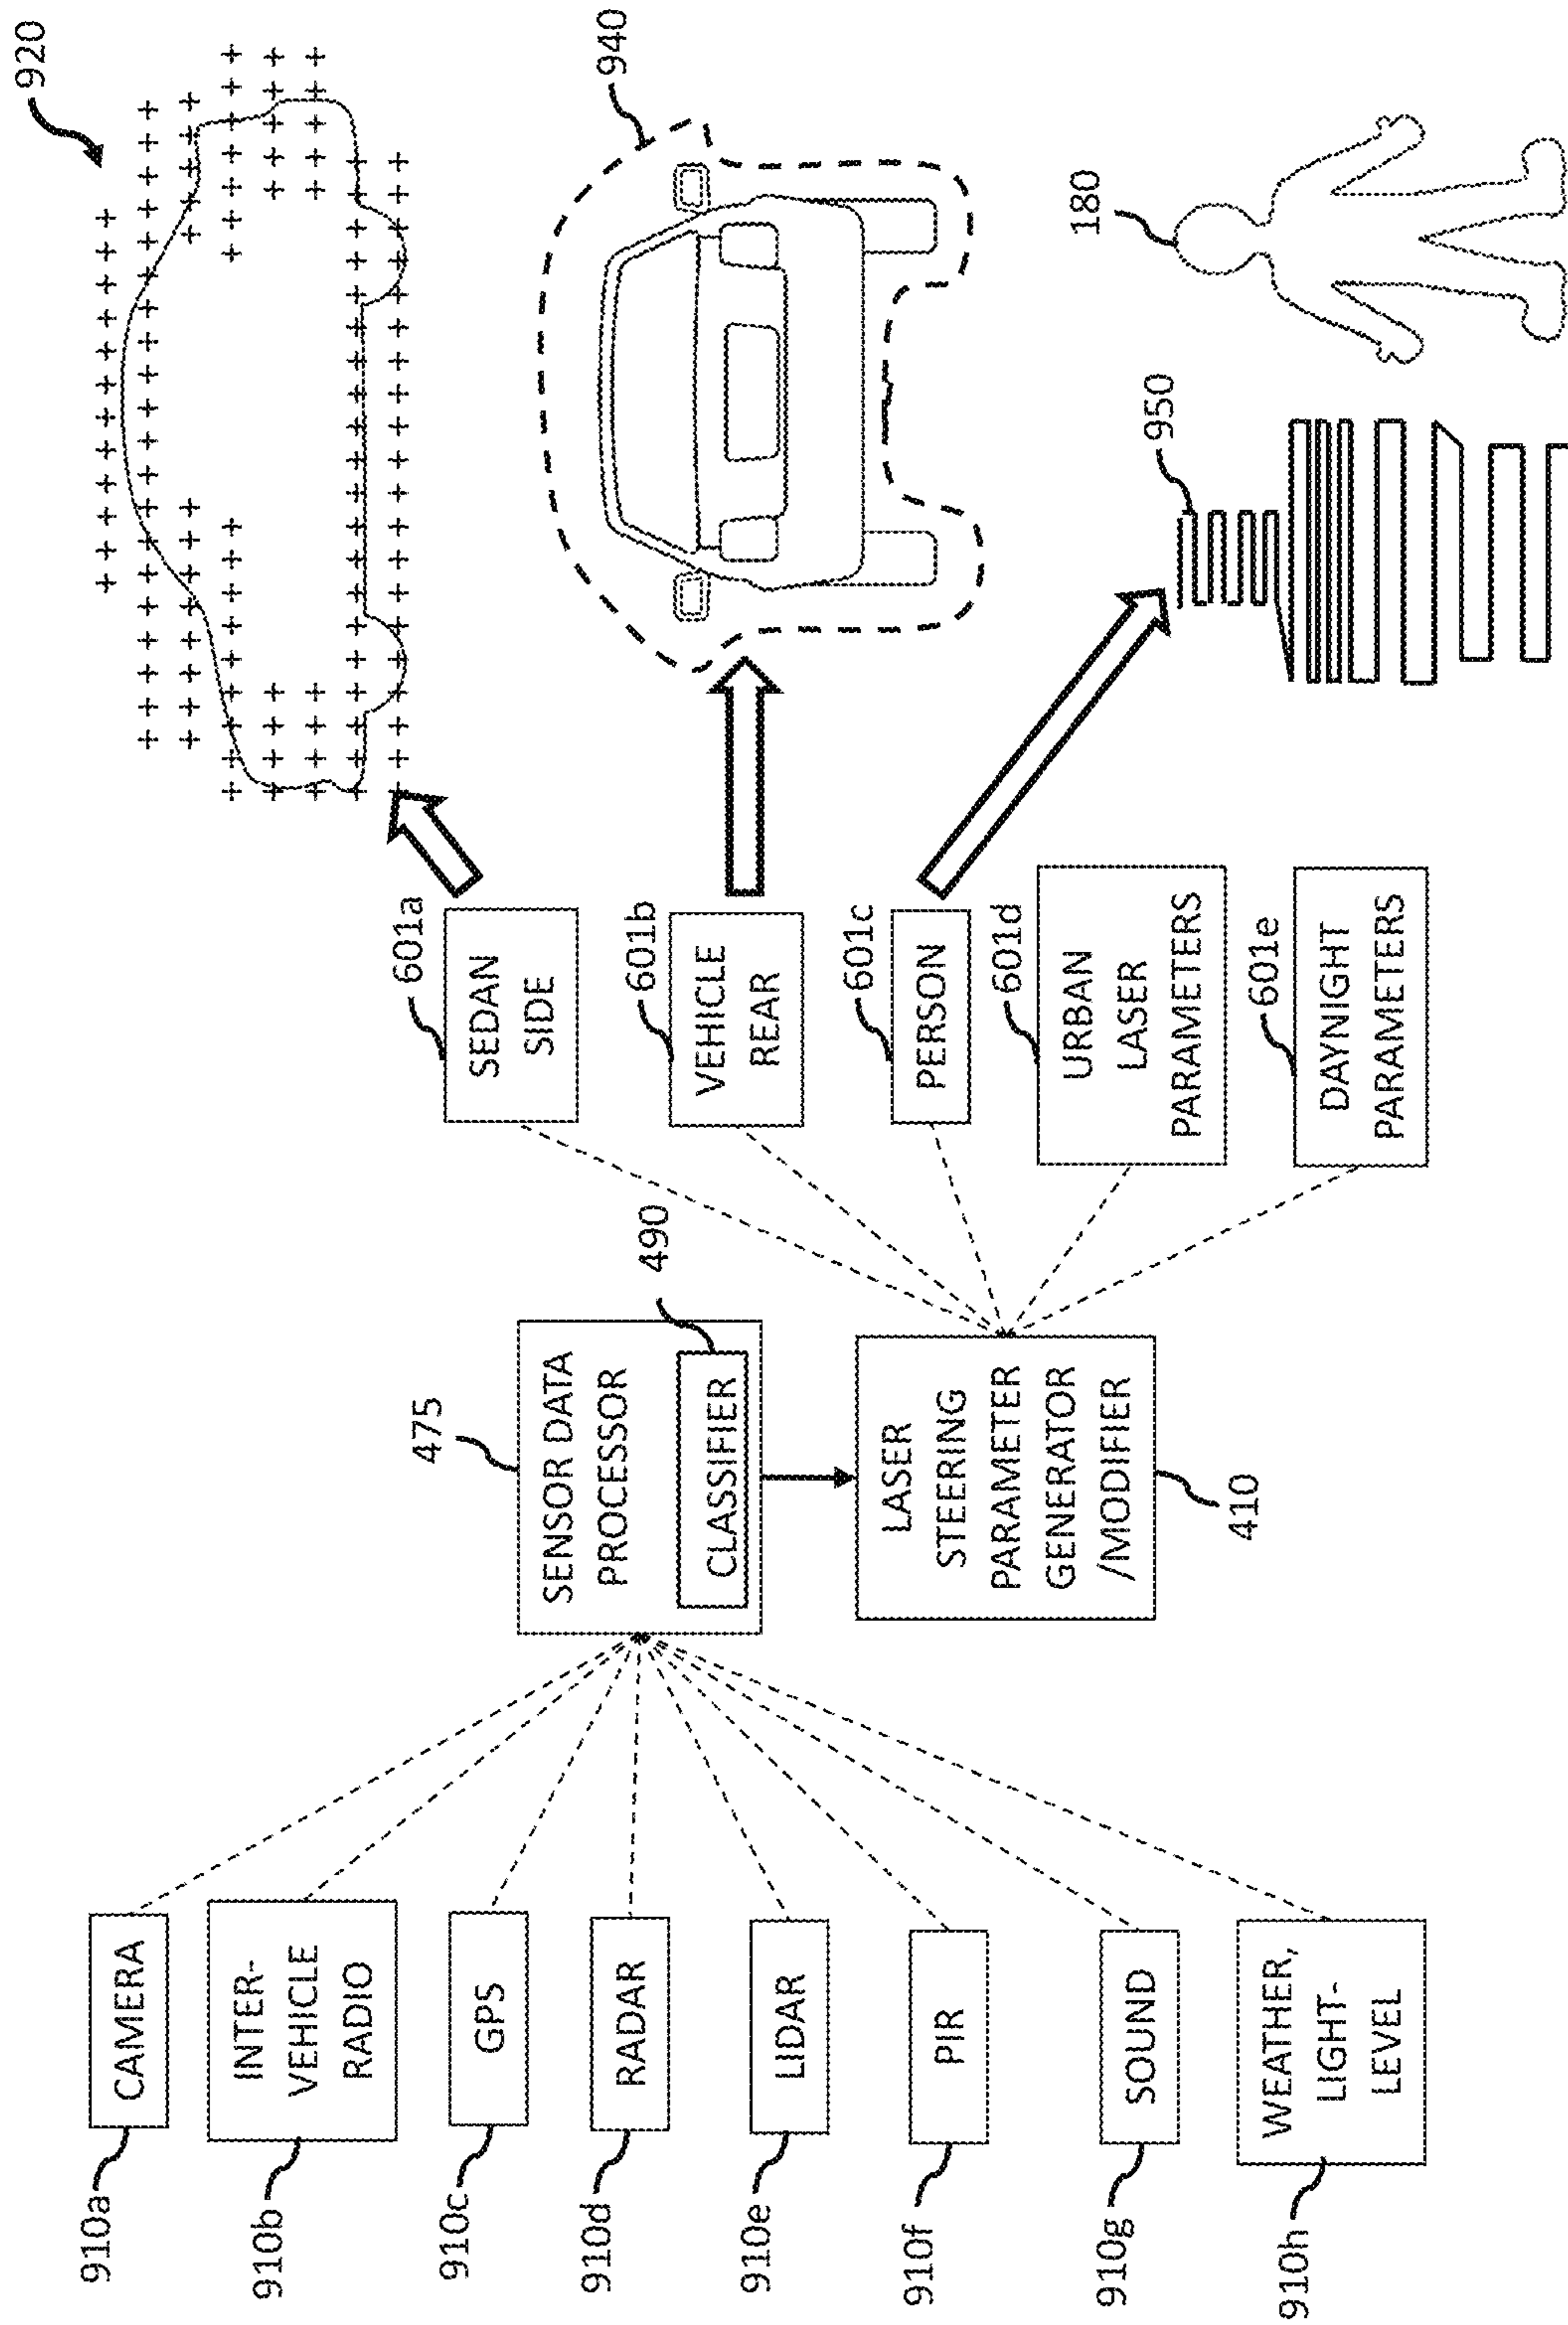 910a
CAMERA
910b
INTER-
VEHICLE
RADIO
910c
GPS
910d
RADAR
910e
LIDAR
910f
PIR
910g
SOUND
910h
WEATHER,
LIGHT-
LEVEL
475
SENSOR DATA
PROCESSOR
490
CLASSIFIER
LASER
STEERING
PARAMETER
GENERATOR
/MODIFIER
410
601a
SEDAN
SIDE
601b
VEHICLE
REAR
601c
PERSON
601d
URBAN
LASER
PARAMETERS
601e
DAYNIGHT
PARAMETERS
920
940
950
180